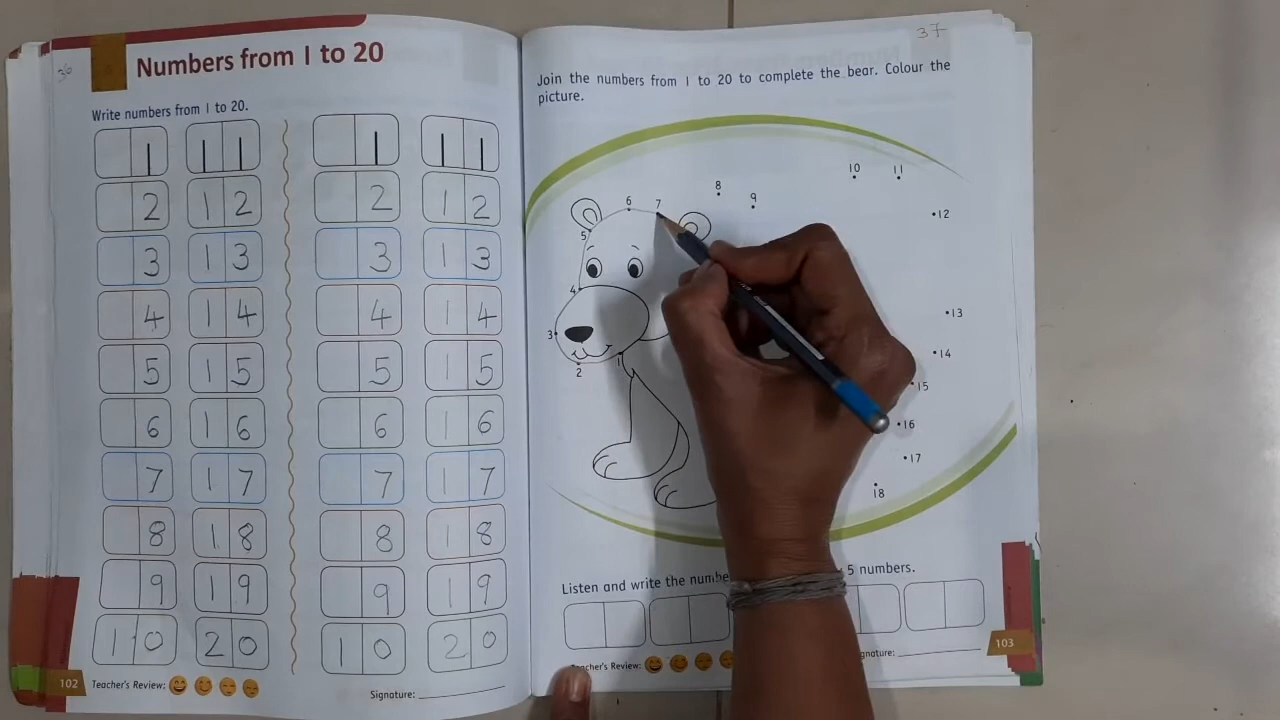 36
Numbers from 1 to 20
Write numbers from 1 to 20.
1 11 1 11
2 12 2 12
3 13 3 13
4 14 4 14
5 15 5 15
6 16 6 16
7 17 7 17
8 18 8 18
9 19 9 19
10 20 10 20
102 Teacher's Review: Signature:
37
Join the numbers from 1 to 20 to complete the bear. Colour the
picture.
10 11
8
9
6 7
12
5
4
13
3
14
1
2
15
16
17
18
Listen and write the 5 numbers.
Review:
103